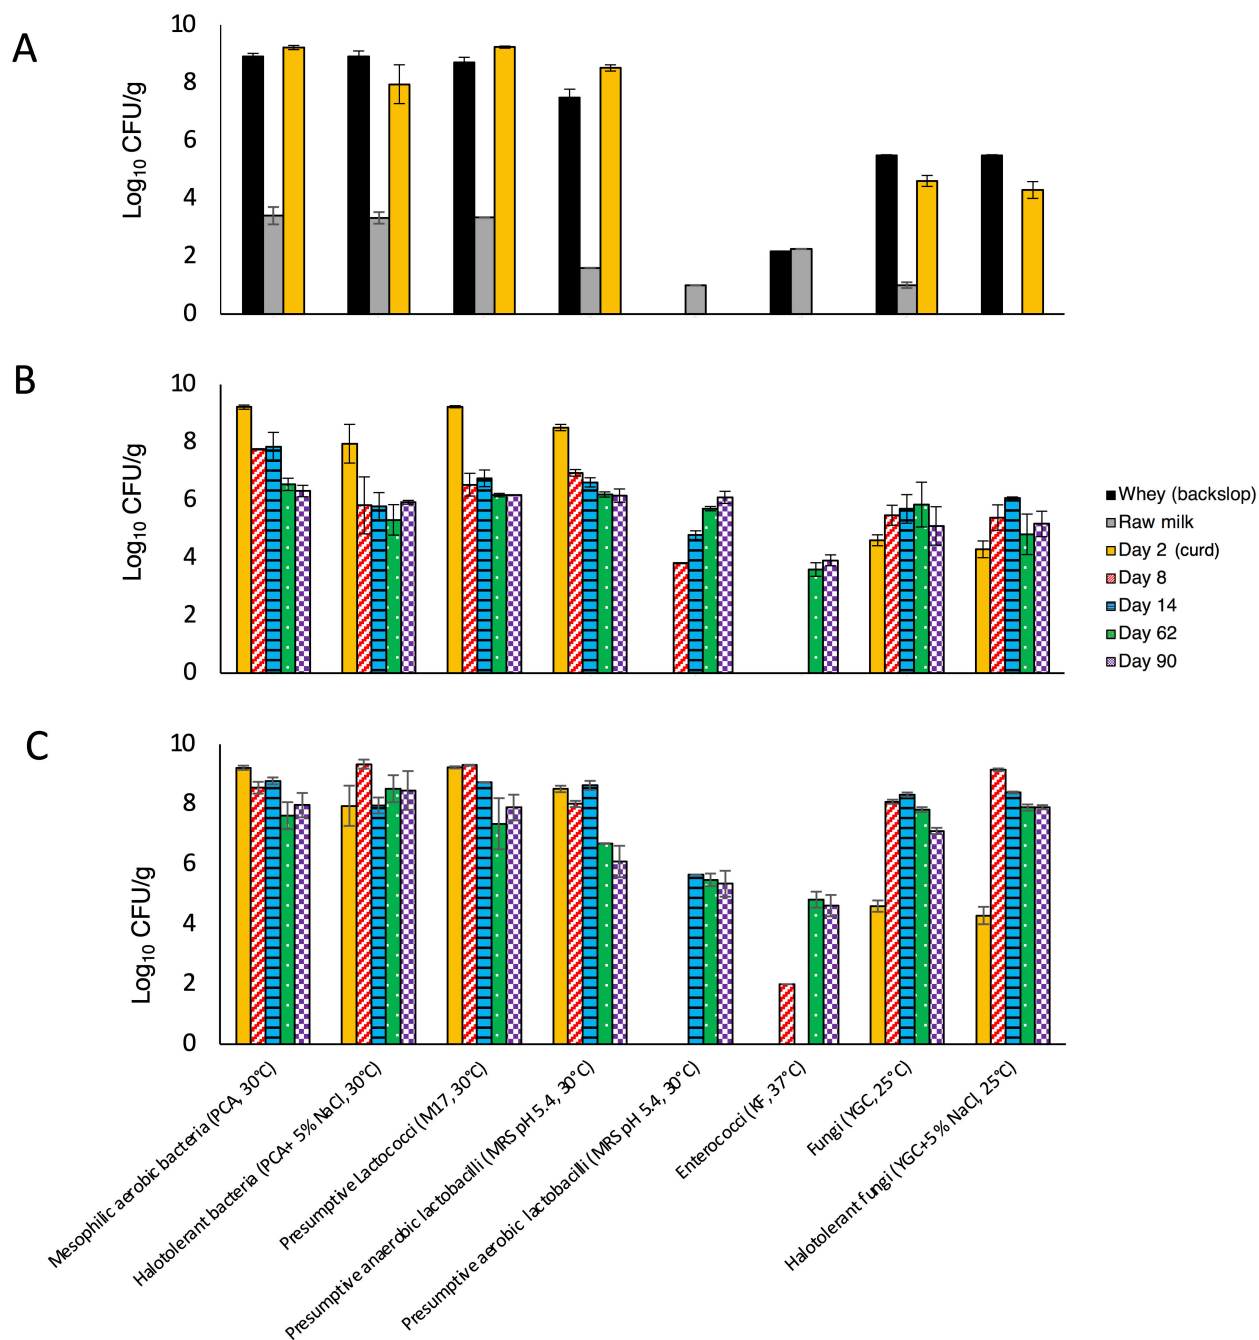 A
10
8
6
4
2
0
Log10 CFU/g
B
10
8
6
4
2
0
Log10 CFU/g
Whey (backslop)
Raw milk
Day 2 (curd)
Day 8
Day 14
Day 62
Day 90
C
10
8
6
4
2
0
Log10 CFU/g
Mesophilic aerobic bacteria (PCA, 30°C)
Halotolerant bacteria (PCA+ 5% NaCl, 30°C)
Presumptive Lactococci (M17, 30°C)
Presumptive anaerobic lactobacilli (MRS pH 5.4, 30°C)
Presumptive aerobic lactobacilli (MRS pH 5.4, 30°C)
Enterococci (KF, 37°C)
Fungi (YGC, 25°C)
Halotolerant fungi (YGC+5% NaCl, 25°C)